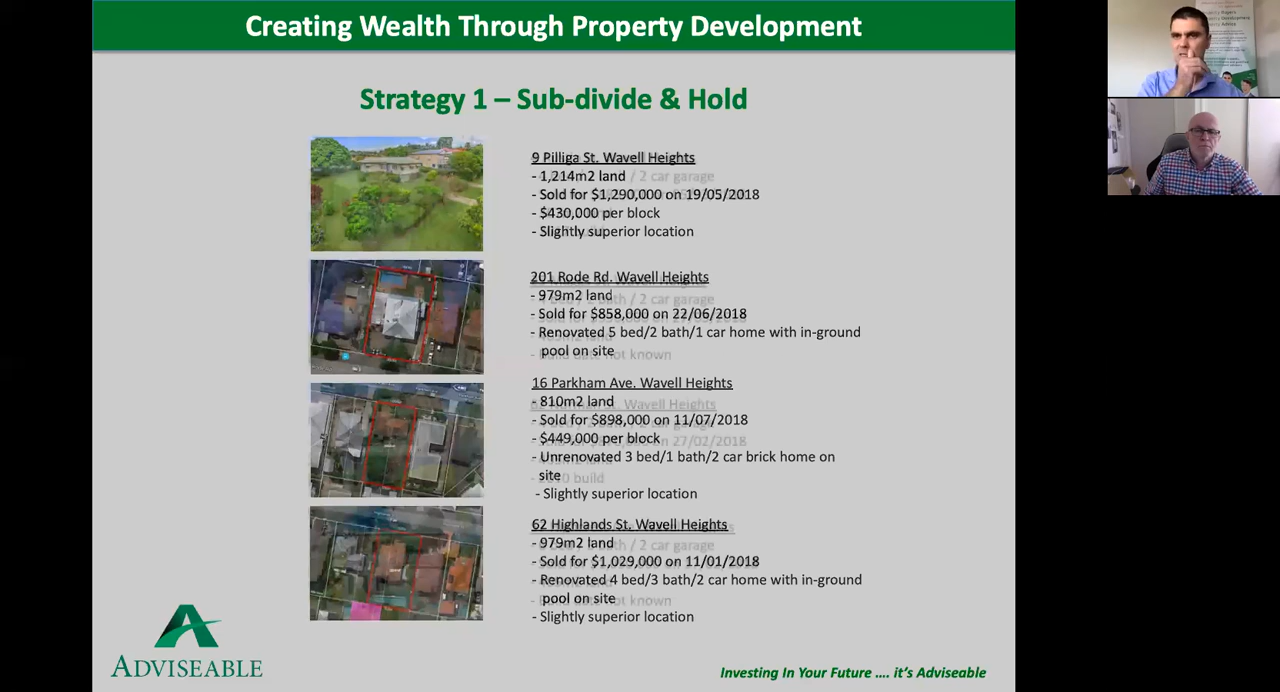 Creating Wealth Through Property Development
Strategy 1 – Sub-divide & Hold
9 Pilliga St. Wavell Heights
- 1,214m2 land
- Sold for $1,290,000 on 19/05/2018
- $430,000 per block
- Slightly superior location
201 Rode Rd. Wavell Heights
- 979m2 land
- Sold for $858,000 on 22/06/2018
- Renovated 5 bed/2 bath/1 car home with in-ground
pool on site
16 Parkham Ave. Wavell Heights
- 810m2 land
- Sold for $898,000 on 11/07/2018
- $449,000 per block
- Unrenovated 3 bed/1 bath/2 car brick home on
site
- Slightly superior location
62 Highlands St. Wavell Heights
- 979m2 land
- Sold for $1,029,000 on 11/01/2018
- Renovated 4 bed/3 bath/2 car home with in-ground
pool on site
- Slightly superior location
ADVISEABLE
Investing In Your Future .... it's Adviseable